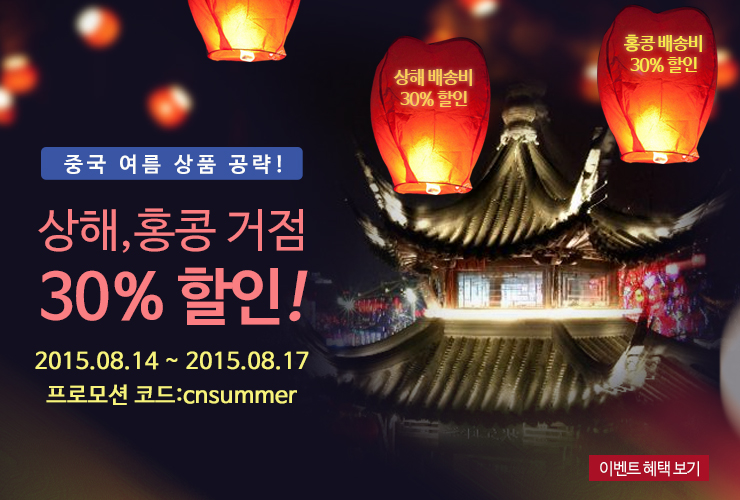 홍콩 배송비
30% 할인
상해 배송비
30% 할인
중국 여름 상품 공략!
상해,홍콩 거점
30% 할인!
2015.08.14 ~ 2015.08.17
프로모션 코드:cnsummer
이벤트 혜택 보기